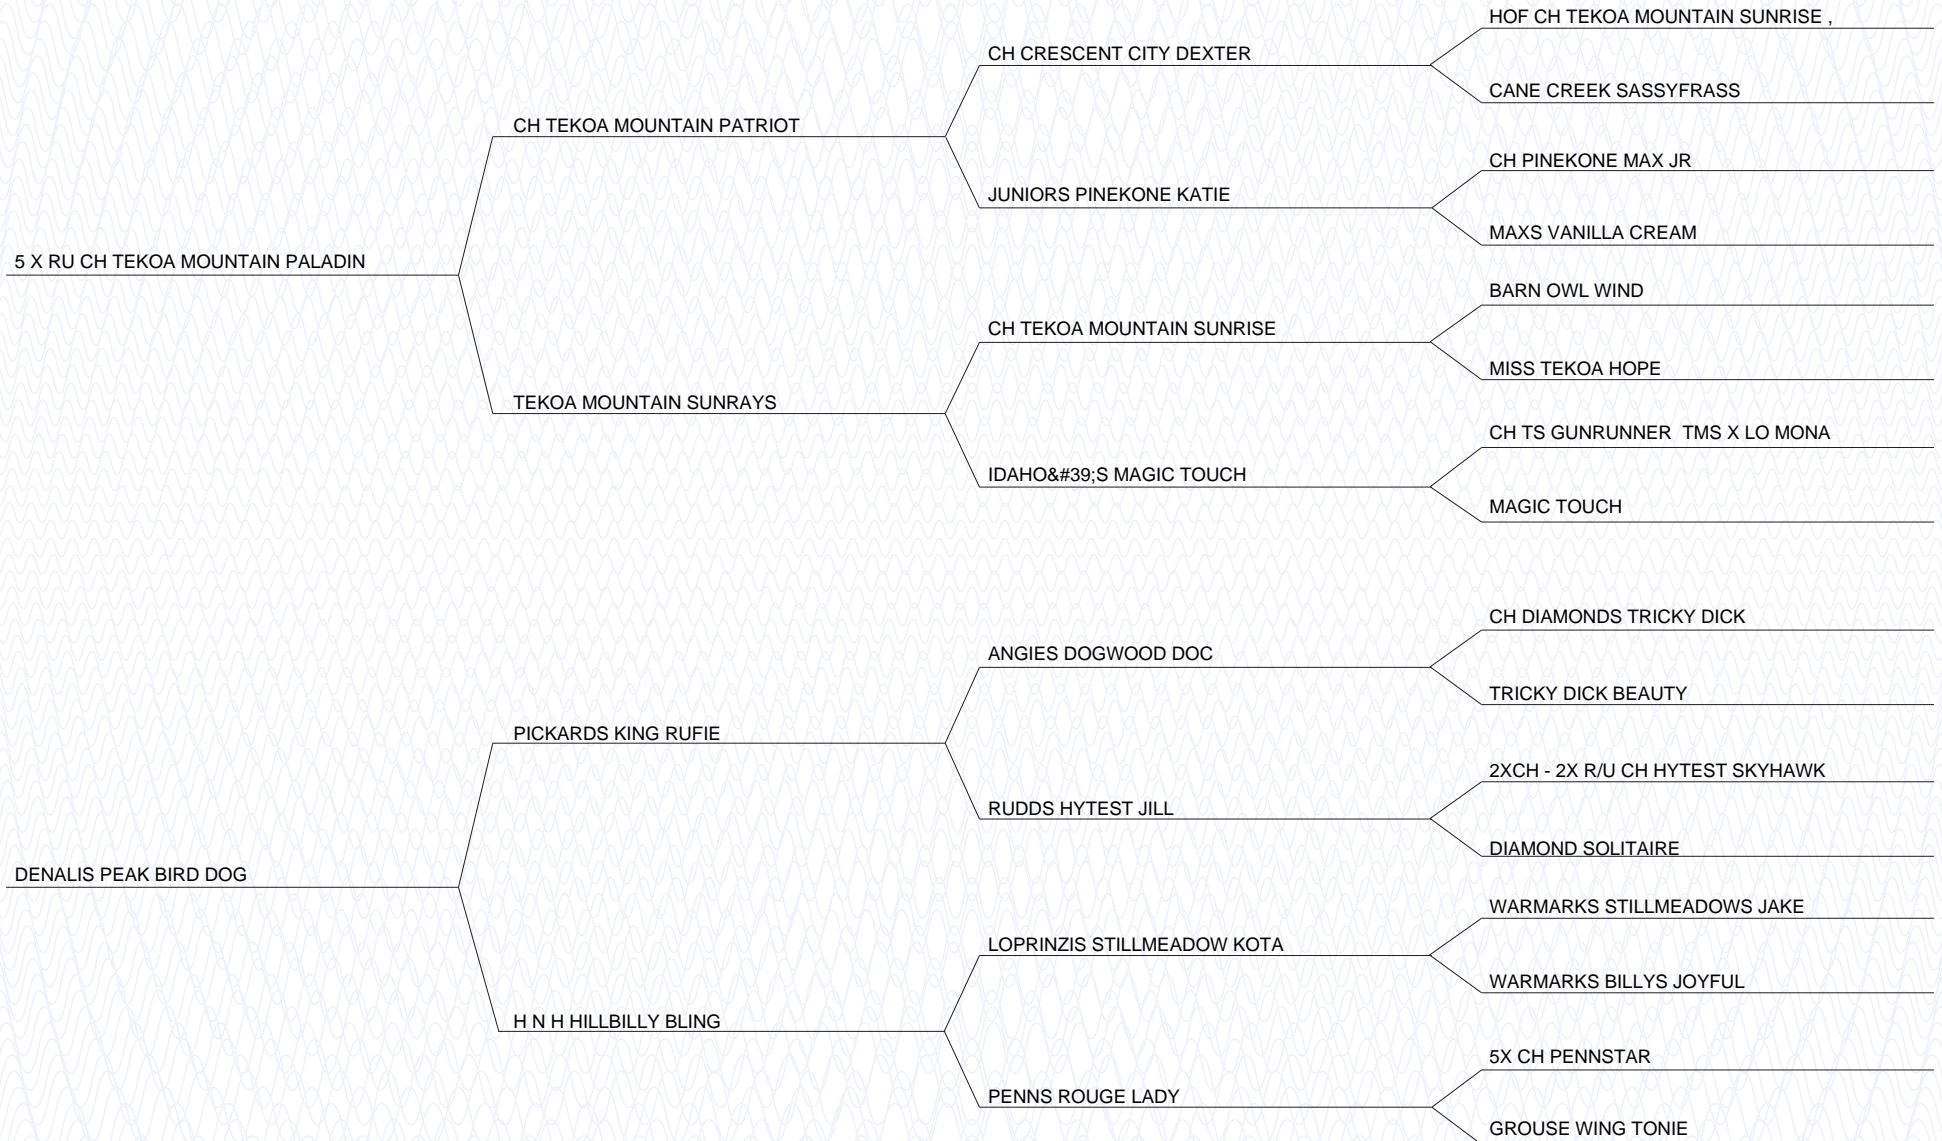 HOF CH TEKOA MOUNTAIN SUNRISE ,
CH CRESCENT CITY DEXTER
CANE CREEK SASSYFRASS
CH TEKOA MOUNTAIN PATRIOT
CH PINEKONE MAX JR
JUNIORS PINEKONE KATIE
MAXS VANILLA CREAM
5 X RU CH TEKOA MOUNTAIN PALADIN
BARN OWL WIND
CH TEKOA MOUNTAIN SUNRISE
MISS TEKOA HOPE
TEKOA MOUNTAIN SUNRAYS
CH TS GUNRUNNER  TMS X LO MONA
IDAHO&#39;S MAGIC TOUCH
MAGIC TOUCH
CH DIAMONDS TRICKY DICK
ANGIES DOGWOOD DOC
TRICKY DICK BEAUTY
PICKARDS KING RUFIE
2XCH - 2X R/U CH HYTEST SKYHAWK
RUDDS HYTEST JILL
DIAMOND SOLITAIRE
DENALIS PEAK BIRD DOG
WARMARKS STILLMEADOWS JAKE
LOPRINZIS STILLMEADOW KOTA
WARMARKS BILLYS JOYFUL
H N H HILLBILLY BLING
5X CH PENNSTAR
PENNS ROUGE LADY
GROUSE WING TONIE